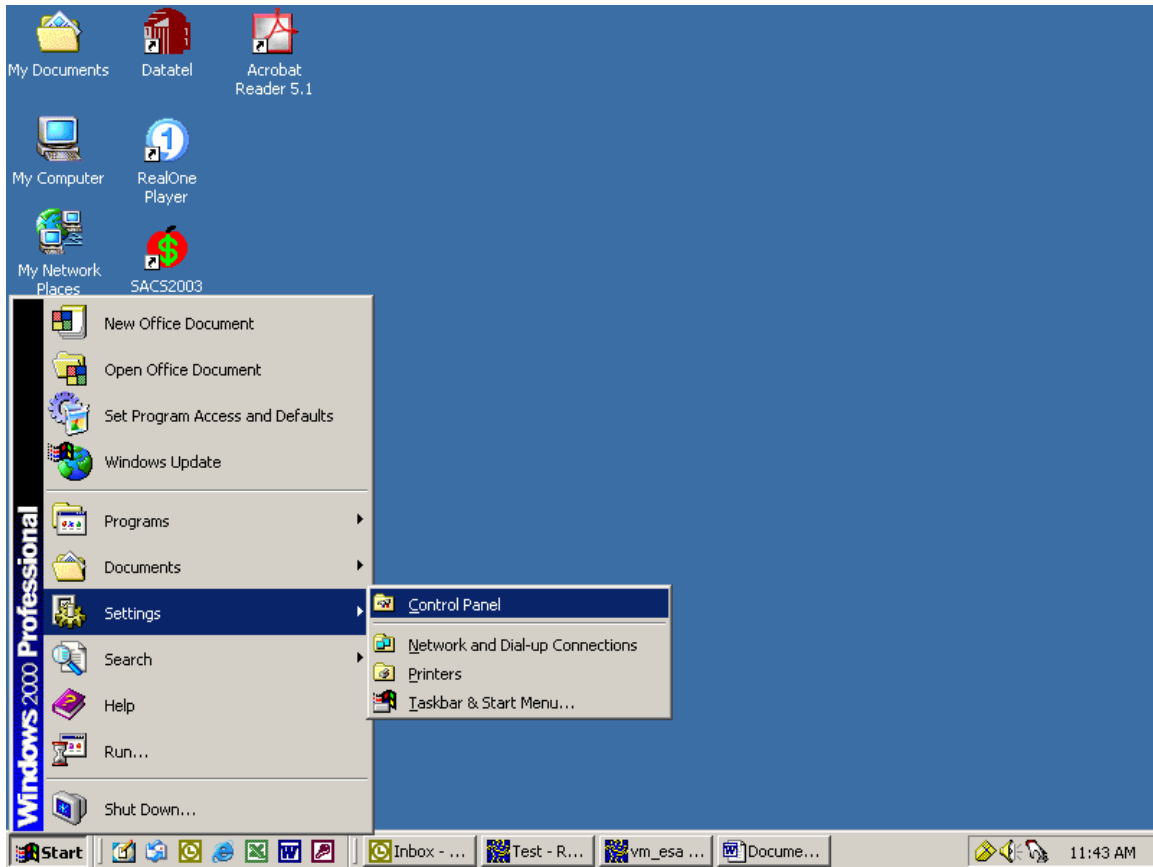 My Documents
Datatel
Acrobat
Reader 5.1
My Computer
RealOne
Player
My Network
Places
SACS2003
New Office Document
Open Office Document
Set Program Access and Defaults
Windows Update
Programs
Documents
Settings
Search
Help
Run...
Shut Down...
Windows 2000 Professional
Control Panel
Network and Dial-up Connections
Printers
Taskbar & Start Menu...
Start
Inbox - ...
Test - R...
vm_esa ...
Docume...
11:43 AM